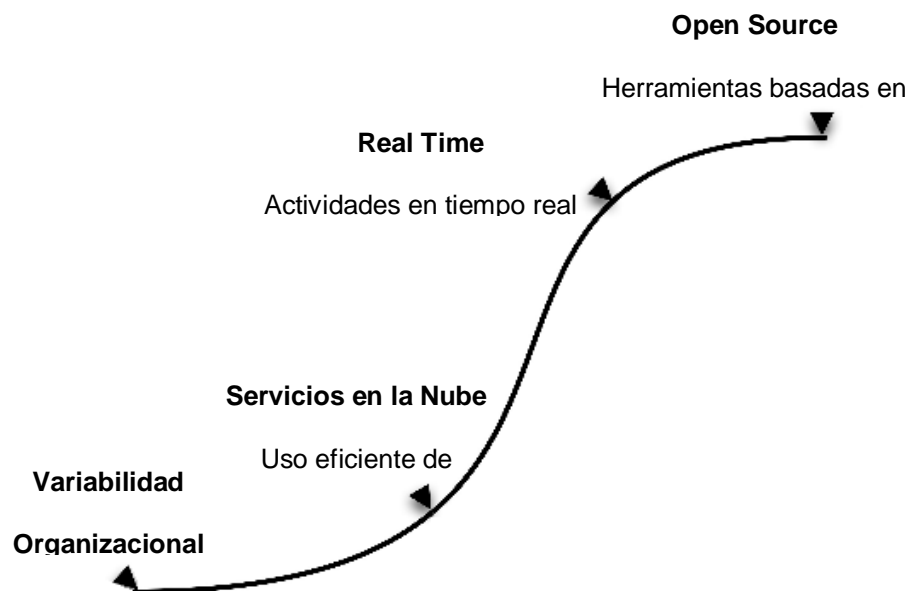 Open Source
Herramientas basadas en
Real Time
Actividades en tiempo real
Servicios en la Nube
Uso eficiente de
Variabilidad
Organizacional